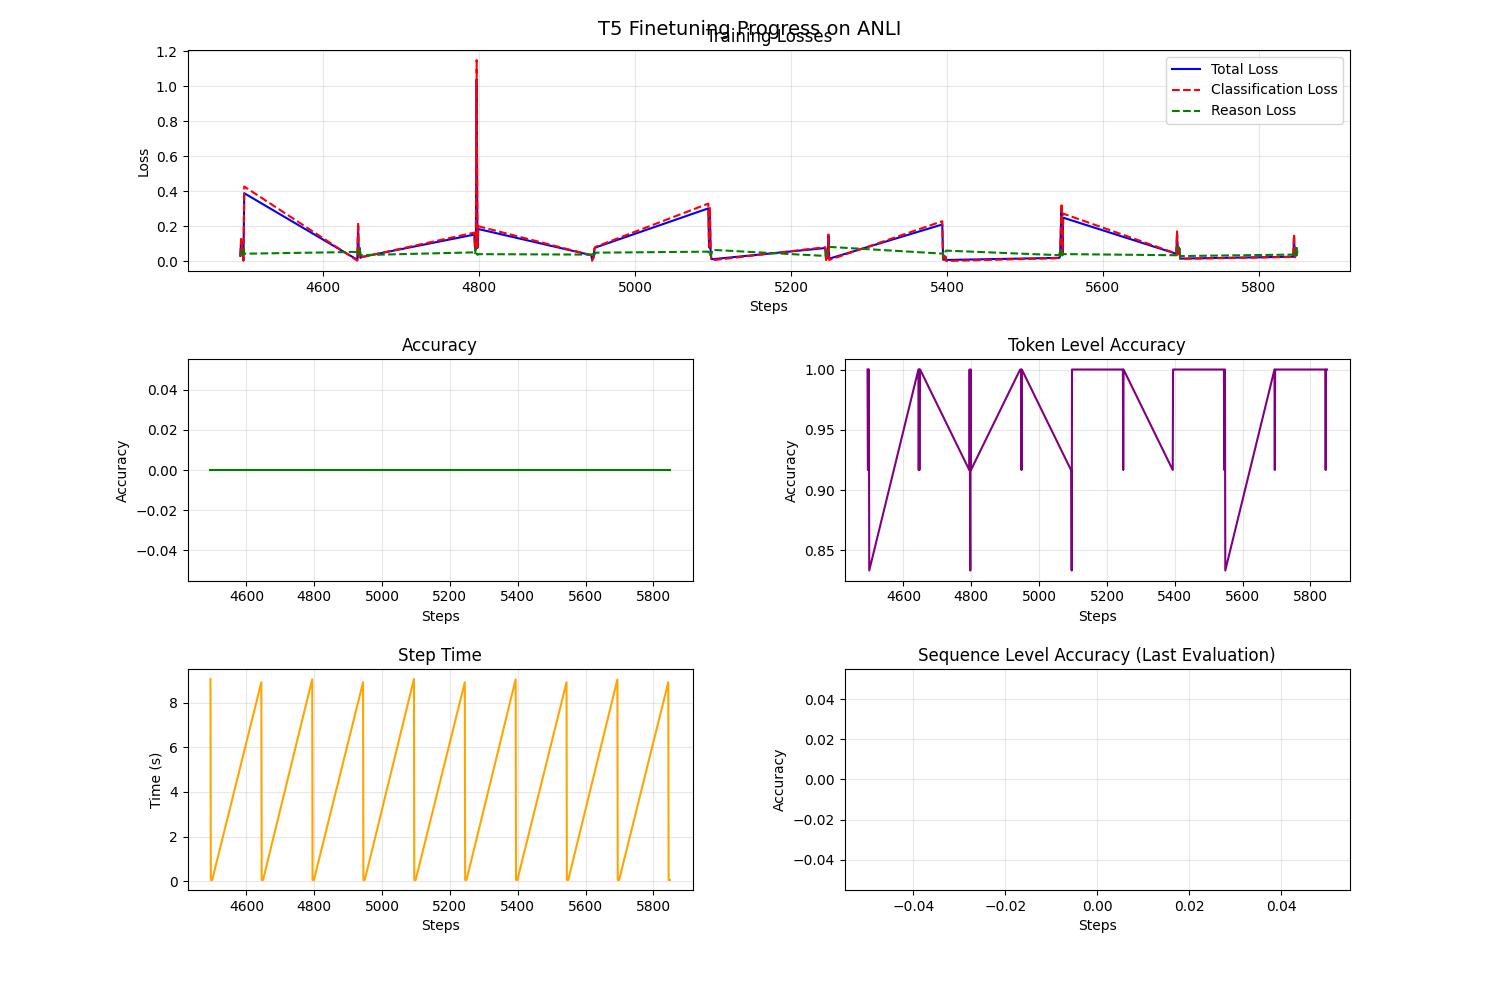 T5 Finetuning Progress on ANLI
Training Losses
1.2
1.0
0.8
0.6
0.4
0.2
0.0
Loss
Total Loss
Classification Loss
Reason Loss
4600 4800 5000 5200 5400 5600 5800
Steps
Accuracy
0.04
0.02
0.00
−0.02
−0.04
Accuracy
4600 4800 5000 5200 5400 5600 5800
Steps
Token Level Accuracy
1.00
0.95
0.90
0.85
Accuracy
4600 4800 5000 5200 5400 5600 5800
Steps
Step Time
8
6
4
2
0
Time (s)
4600 4800 5000 5200 5400 5600 5800
Steps
Sequence Level Accuracy (Last Evaluation)
0.04
0.02
0.00
−0.02
−0.04
Accuracy
−0.04 −0.02 0.00 0.02 0.04
Steps